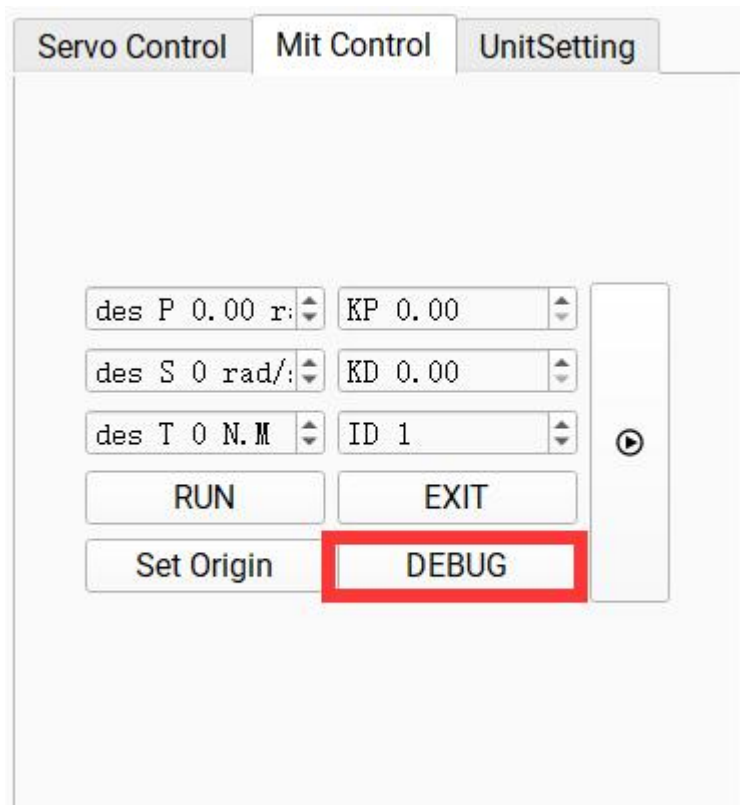 Servo Control Mit Control UnitSetting
des P 0.00 r KP 0.00
des S 0 rad/ KD 0.00
des T 0 N.M ID 1
RUN EXIT
Set Origin DEBUG